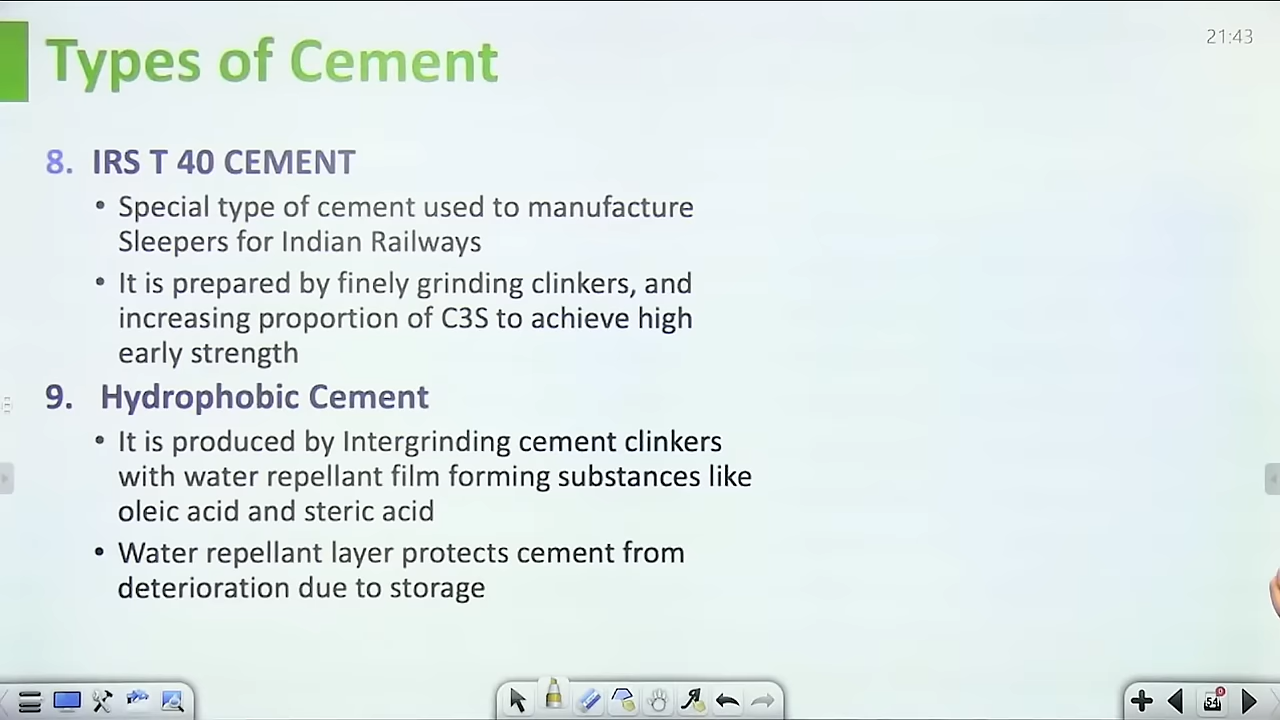 Types of Cement
21:43
8. IRS T 40 CEMENT
• Special type of cement used to manufacture
Sleepers for Indian Railways
• It is prepared by finely grinding clinkers, and
increasing proportion of C3S to achieve high
early strength
9. Hydrophobic Cement
• It is produced by Intergrinding cement clinkers
with water repellant film forming substances like
oleic acid and steric acid
• Water repellant layer protects cement from
deterioration due to storage
54